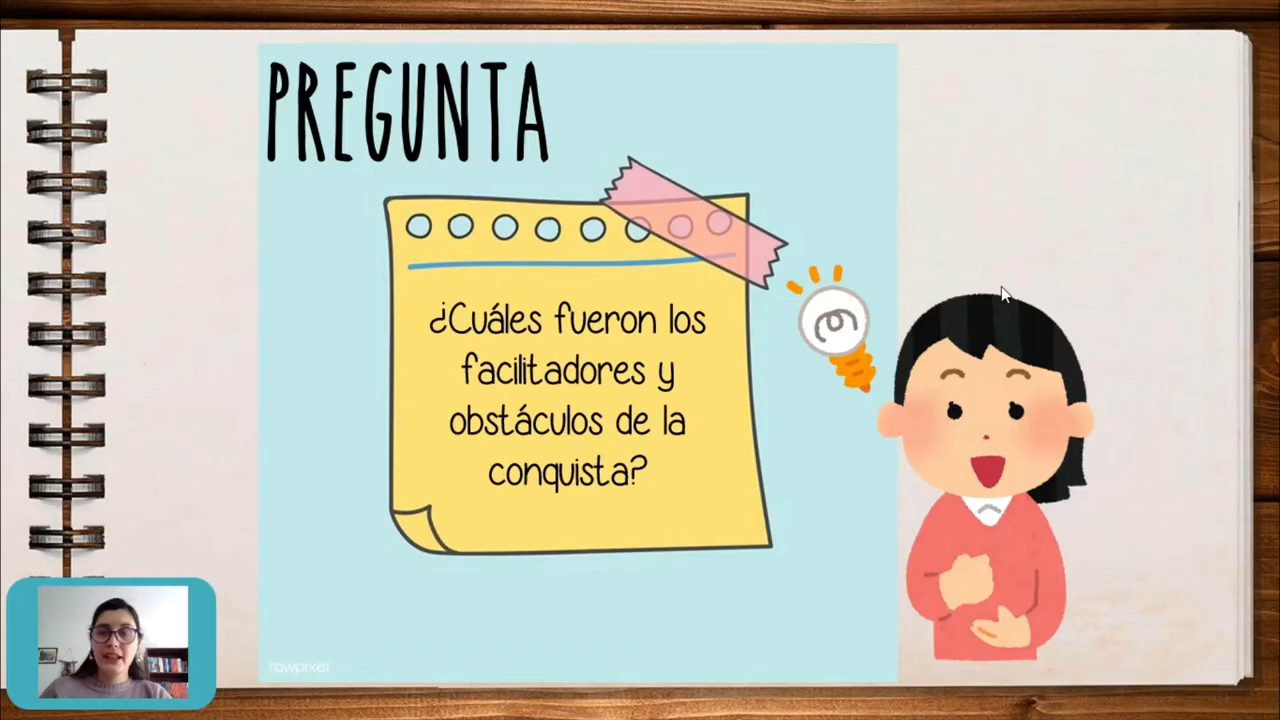 PREGUNTA
¿Cuáles fueron los
facilitadores y
obstáculos de la
conquista?
rawpixel